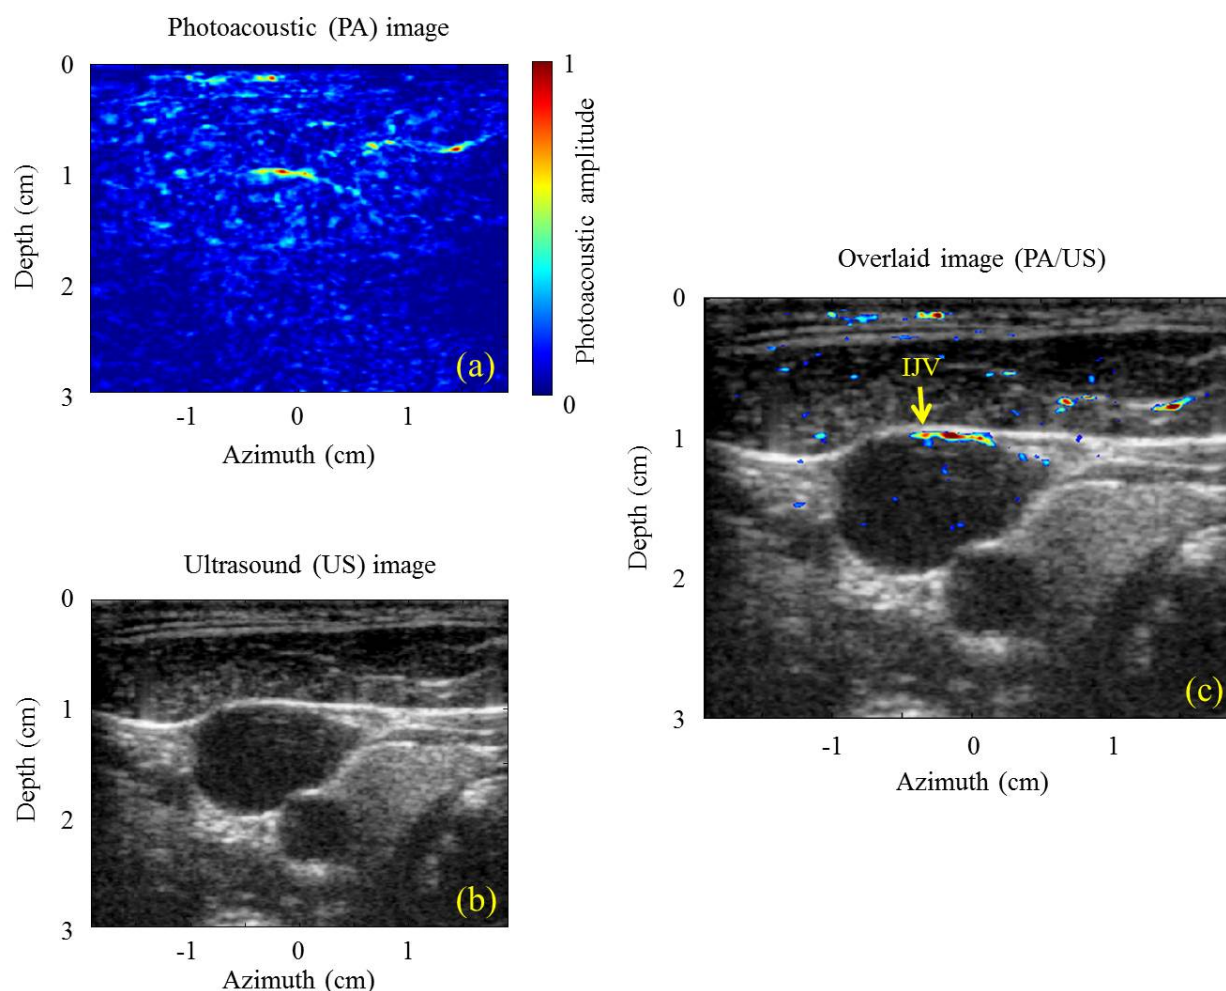 Photoacoustic (PA) image
0
1
2
3
Depth (cm)
-1 0 1
Azimuth (cm)
(a)
1
0
Photoacoustic amplitude
Ultrasound (US) image
0
1
2
3
Depth (cm)
-1 0 1
Azimuth (cm)
(b)
Overlaid image (PA/US)
0
1
2
3
Depth (cm)
IJV
-1 0 1
Azimuth (cm)
(c)